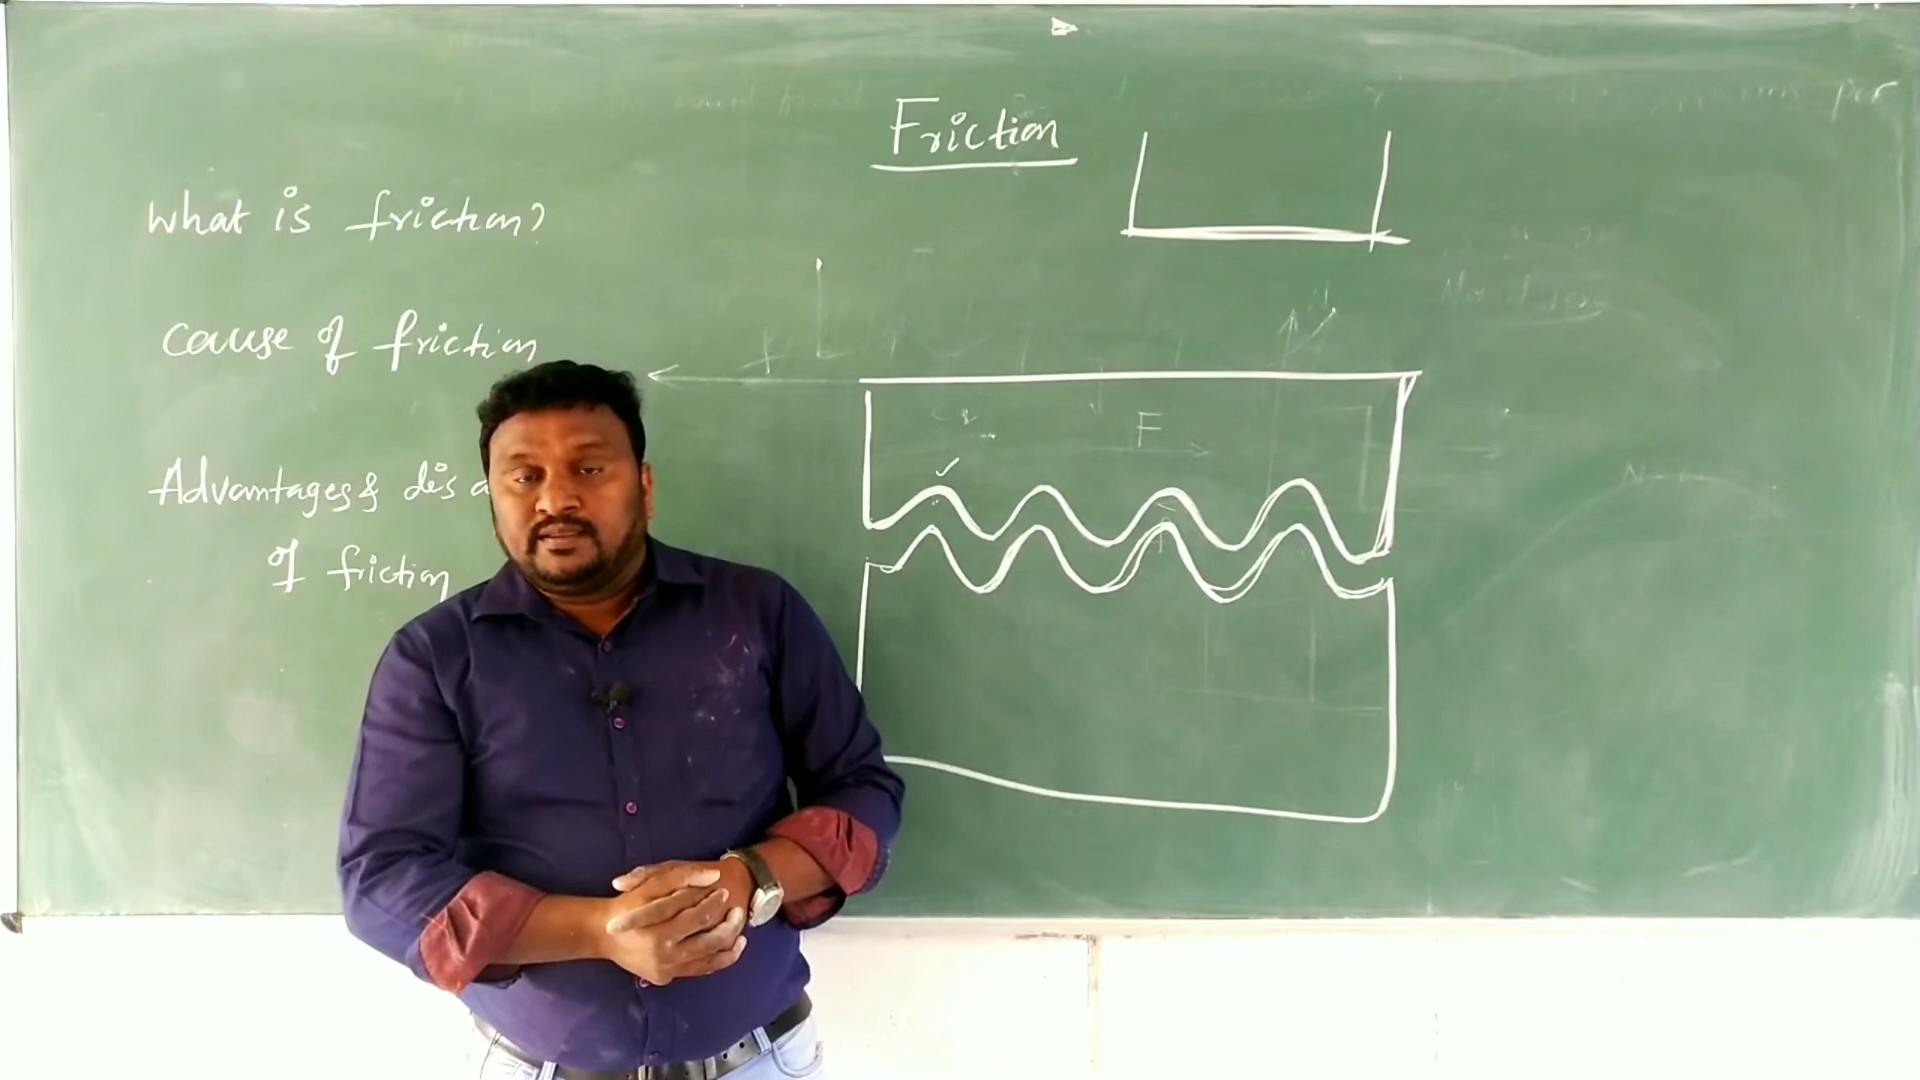 Friction
What is friction?
cause of friction
F
Advantages & dis a
of friction